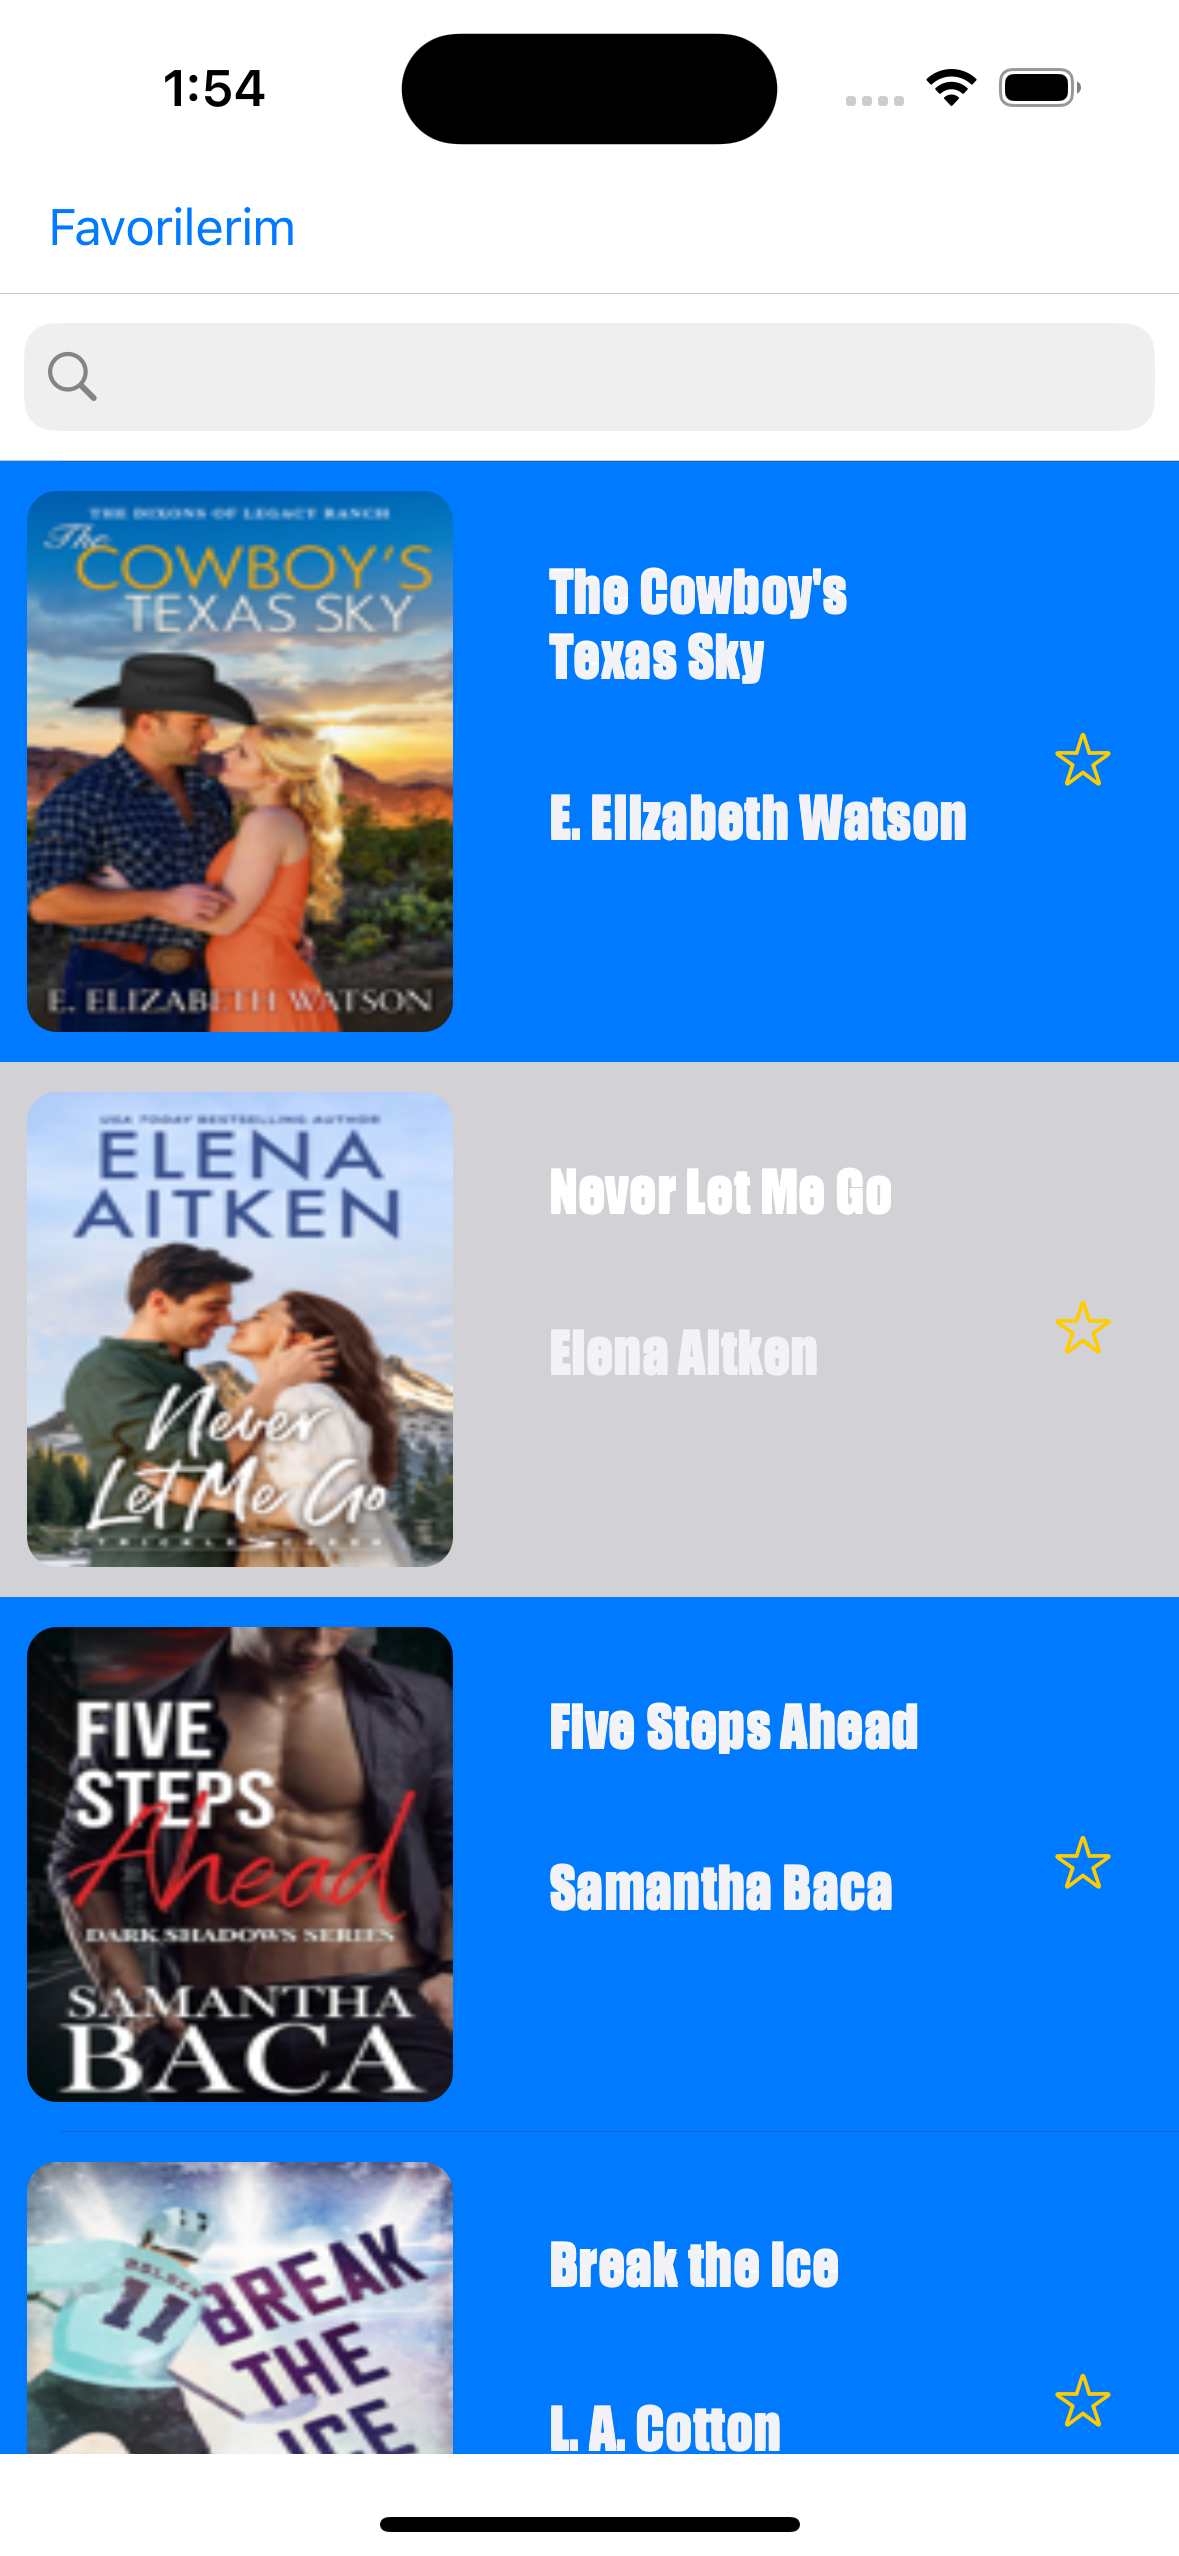 1:54
Favorilerim
THE DIXONS OF LEGACY RANCH
The
COWBOY'S
TEXAS SKY
E. ELIZABETH WATSON
The Cowboy's
Texas Sky
E. Elizabeth Watson
USA TODAY BESTSELLING AUTHOR
ELENA
AITKEN
Never
Let Me Go
Never Let Me Go
Elena Aitken
FIVE
STEPS
Ahead
DARK SHADOWS SERIES
SAMANTHA
BACA
Five Steps Ahead
Samantha Baca
HOLDEN
11
BREAK
THE
ICE
Break the Ice
L. A. Cotton